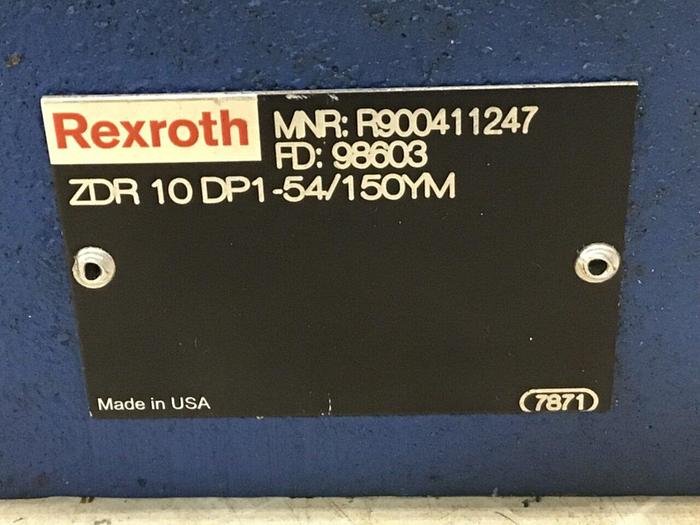 Rexroth
MNR: R900411247
FD: 98603
ZDR 10 DP1-54/150YM
Made in USA
7871